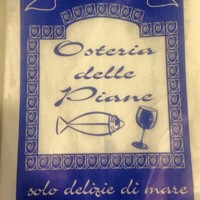 Osteria
delle
Piane
solo delizie di mare